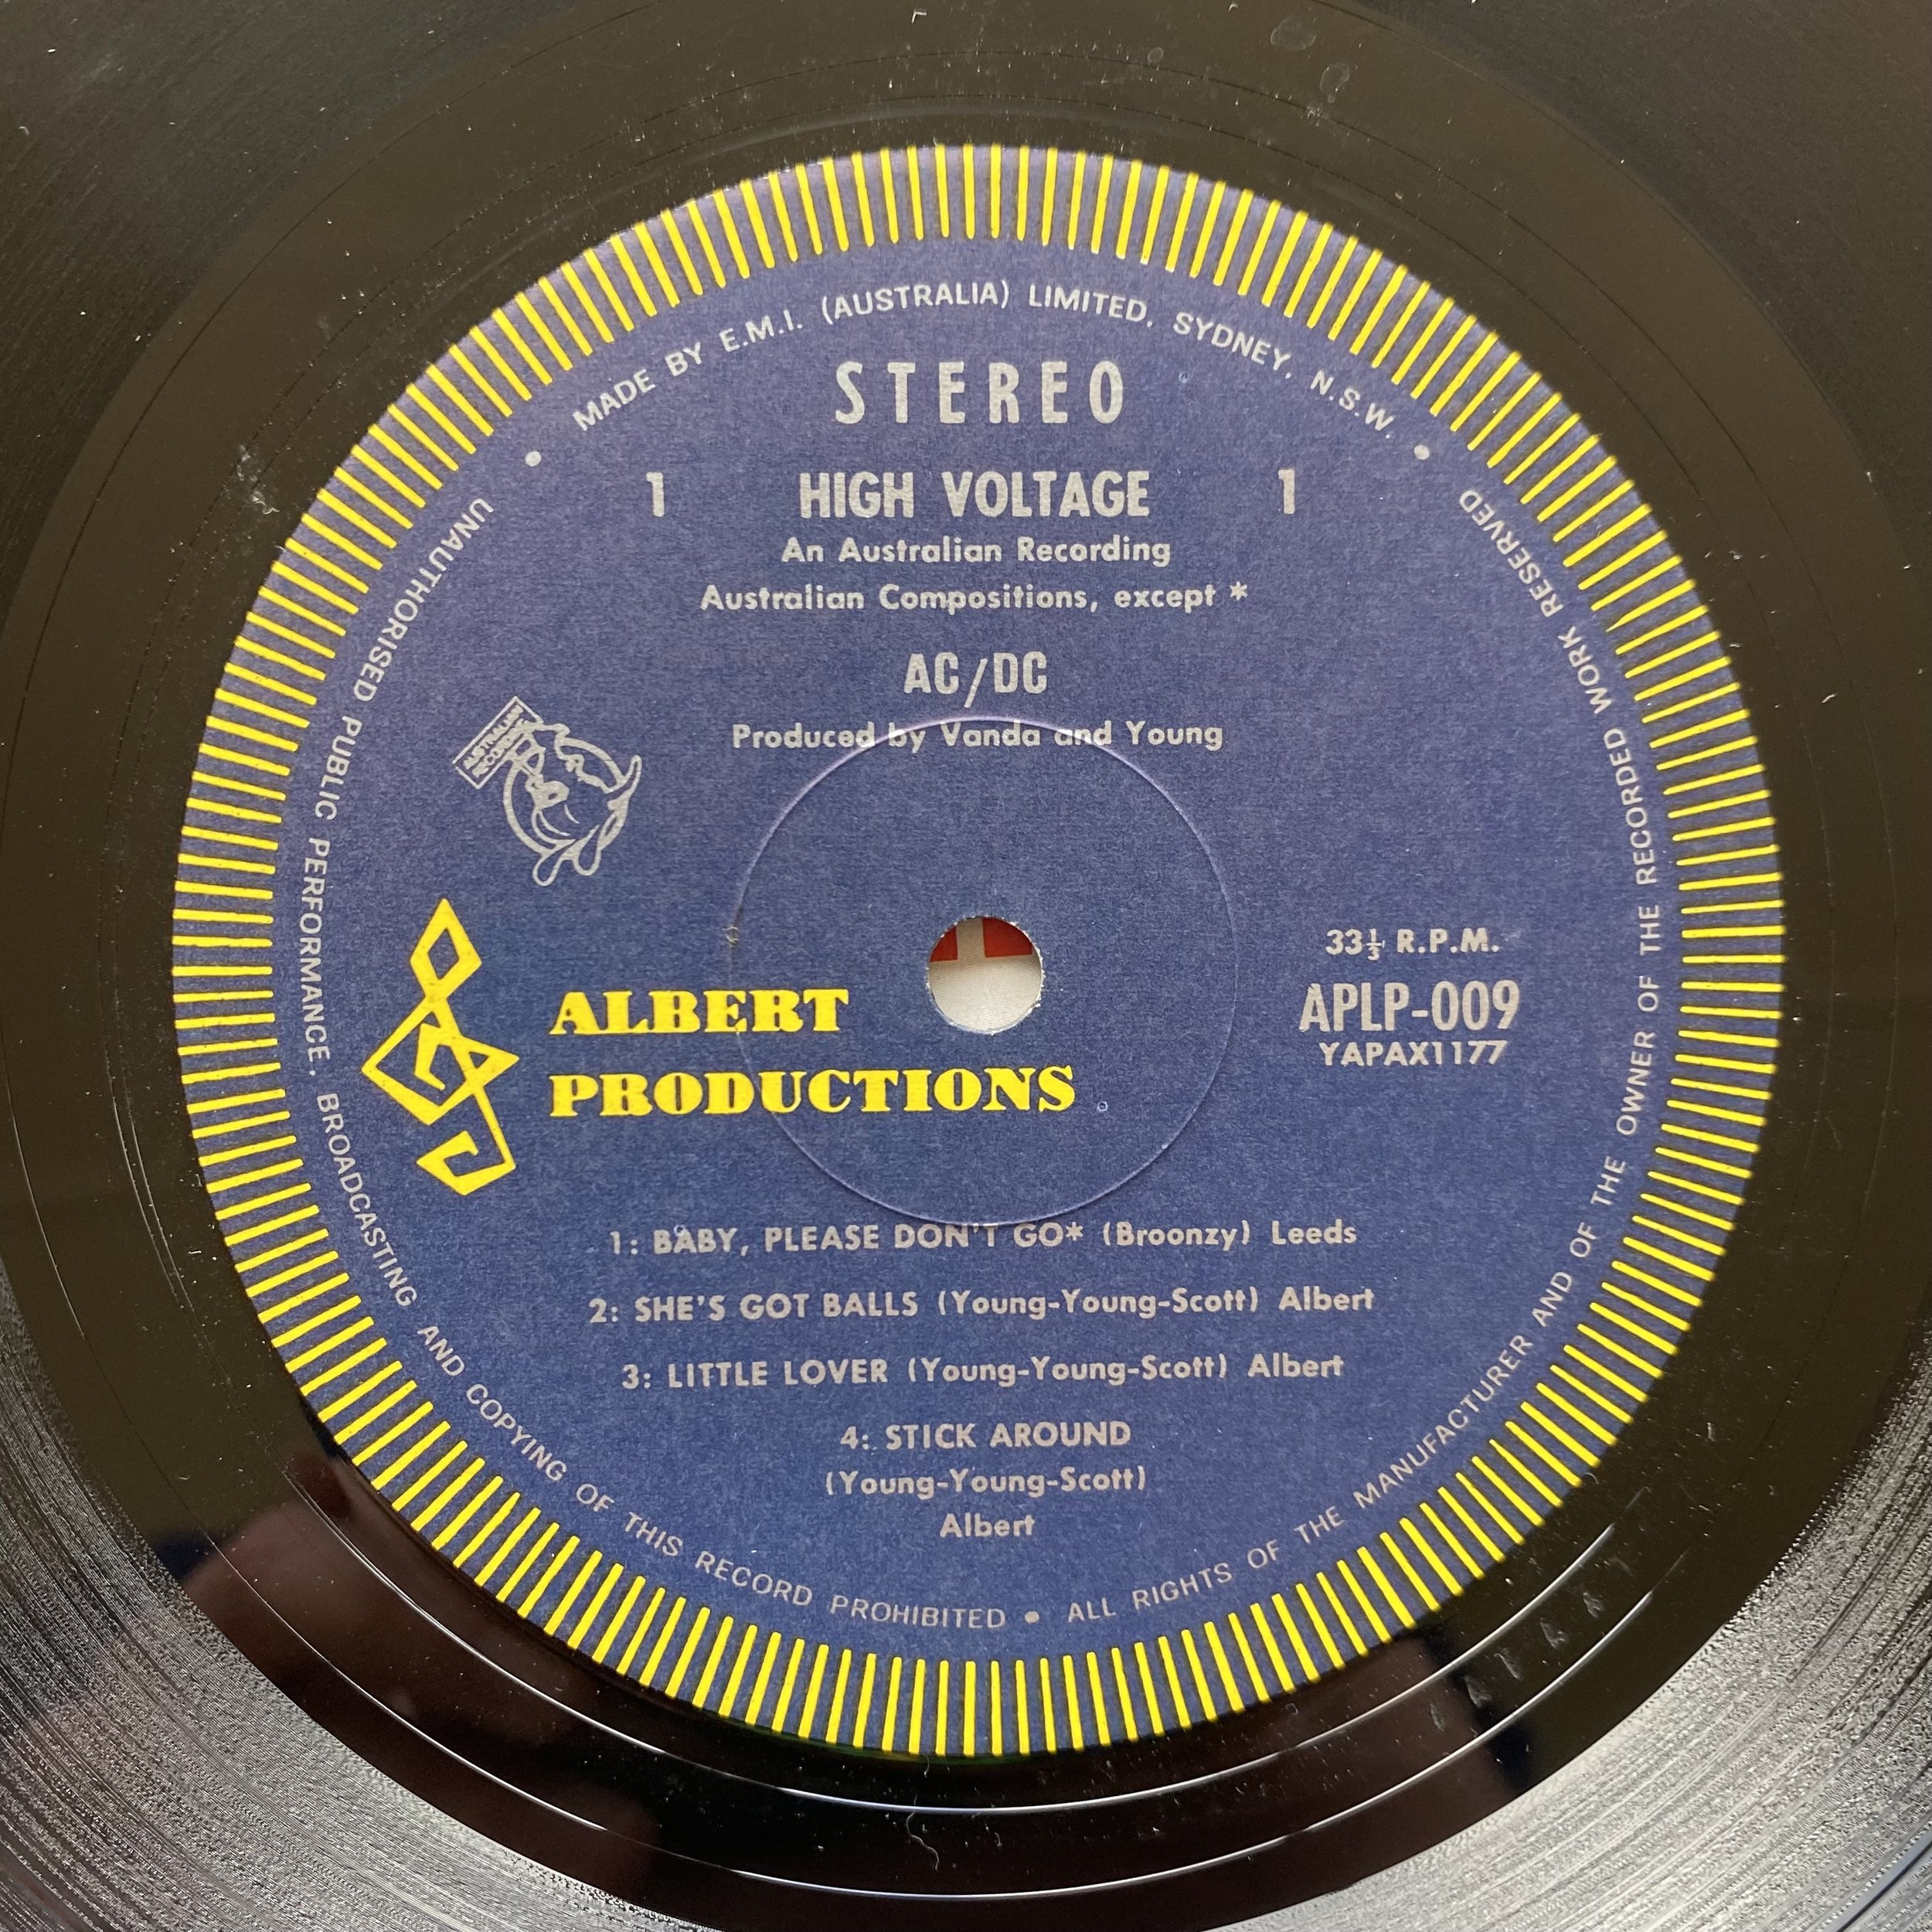 MADE BY E.M.I. (AUSTRALIA) LIMITED. SYDNEY, N.S.W.
STEREO
1 HIGH VOLTAGE 1
An Australian Recording
Australian Compositions, except *
AC/DC
Produced by Vanda and Young
AUSTRALIAN
RECORDING
33⅓ R.P.M.
APLP-009
YAPAX1177
ALBERT
PRODUCTIONS
1: BABY, PLEASE DON'T GO* (Broonzy) Leeds
2: SHE'S GOT BALLS (Young-Young-Scott) Albert
3: LITTLE LOVER (Young-Young-Scott) Albert
4: STICK AROUND
(Young-Young-Scott)
Albert
UNAUTHORISED PUBLIC PERFORMANCE, BROADCASTING AND COPYING OF THIS RECORD PROHIBITED • ALL RIGHTS OF THE MANUFACTURER AND OF THE OWNER OF THE RECORDED WORK RESERVED